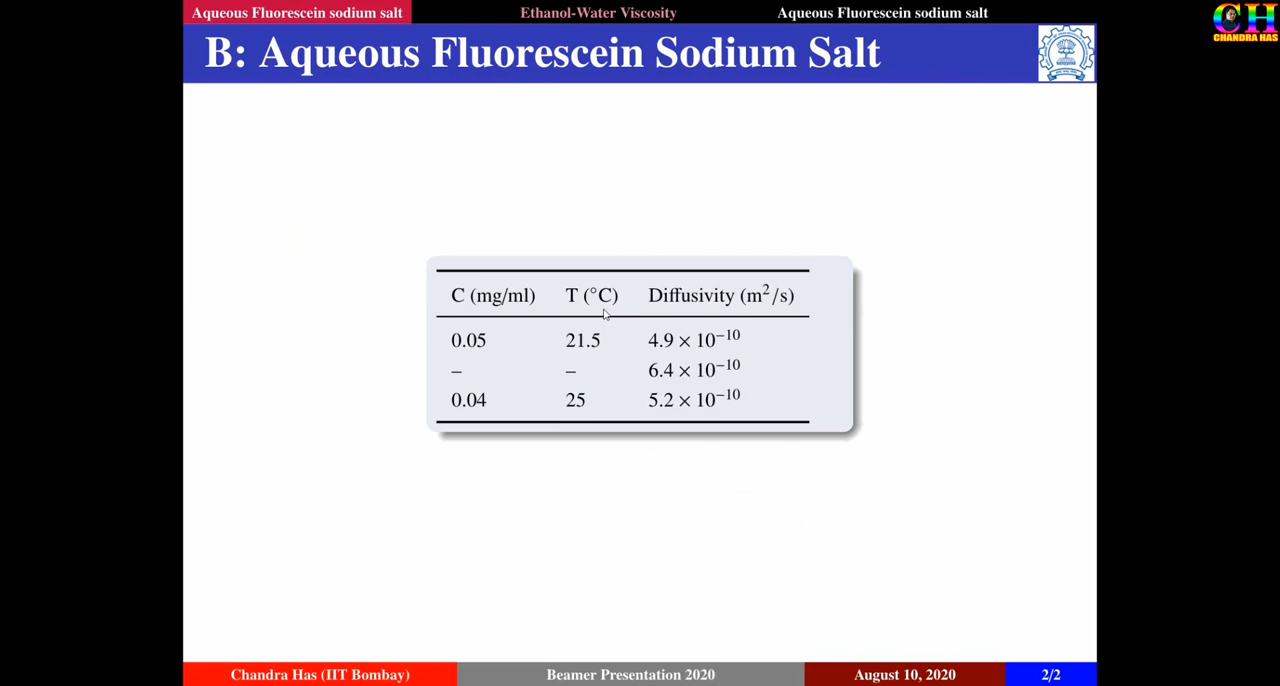 Aqueous Fluorescein sodium salt Ethanol-Water Viscosity Aqueous Fluorescein sodium salt
CH
CHANDRA HAS
B: Aqueous Fluorescein Sodium Salt
C (mg/ml) T (°C) Diffusivity (m²/s)
0.05 21.5 4.9 × 10⁻¹⁰
– – 6.4 × 10⁻¹⁰
0.04 25 5.2 × 10⁻¹⁰
Chandra Has (IIT Bombay) Beamer Presentation 2020 August 10, 2020 2/2